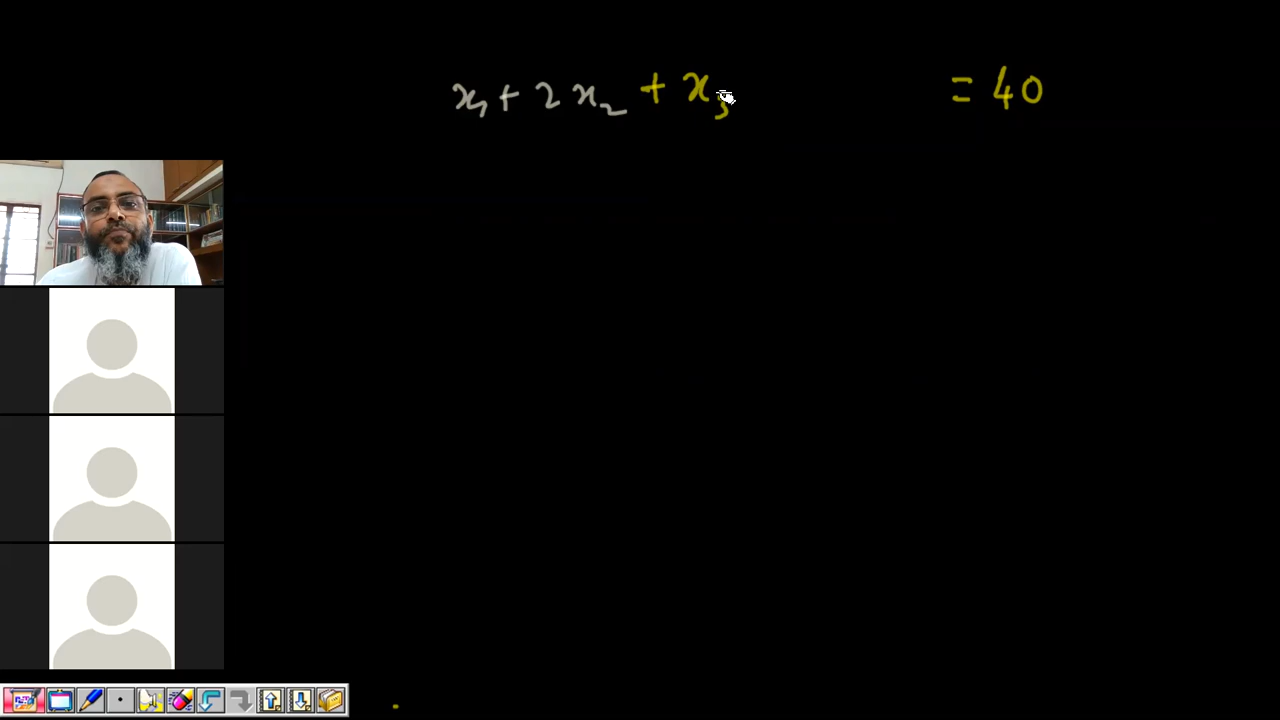 x₁ + 2x₂ + x₃ = 40